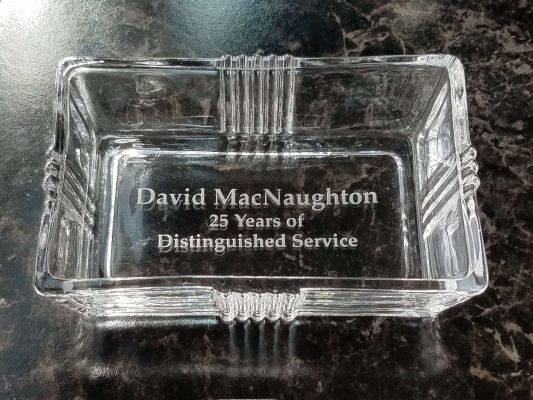 David MacNaughton
25 Years of
Distinguished Service